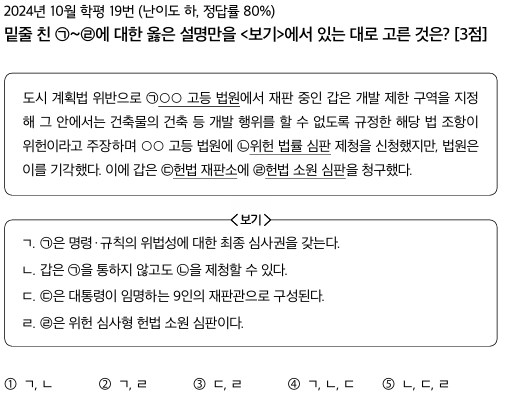 2024년 10월 학평 19번 (난이도 하, 정답률 80%)
밑줄 친 ㉠~㉣에 대한 옳은 설명만을 <보기>에서 있는 대로 고른 것은? [3점]
도시 계획법 위반으로 ㉠○○ 고등 법원에서 재판 중인 갑은 개발 제한 구역을 지정
해 그 안에서는 건축물의 건축 등 개발 행위를 할 수 없도록 규정한 해당 법 조항이
위헌이라고 주장하며 ○○ 고등 법원에 ㉡위헌 법률 심판 제청을 신청했지만, 법원은
이를 기각했다. 이에 갑은 ㉢헌법 재판소에 ㉣헌법 소원 심판을 청구했다.
<보기>
ㄱ. ㉠은 명령·규칙의 위법성에 대한 최종 심사권을 갖는다.
ㄴ. 갑은 ㉠을 통하지 않고도 ㉡을 제청할 수 있다.
ㄷ. ㉢은 대통령이 임명하는 9인의 재판관으로 구성된다.
ㄹ. ㉣은 위헌 심사형 헌법 소원 심판이다.
① ㄱ, ㄴ ② ㄱ, ㄹ ③ ㄷ, ㄹ ④ ㄱ, ㄴ, ㄷ ⑤ ㄴ, ㄷ, ㄹ